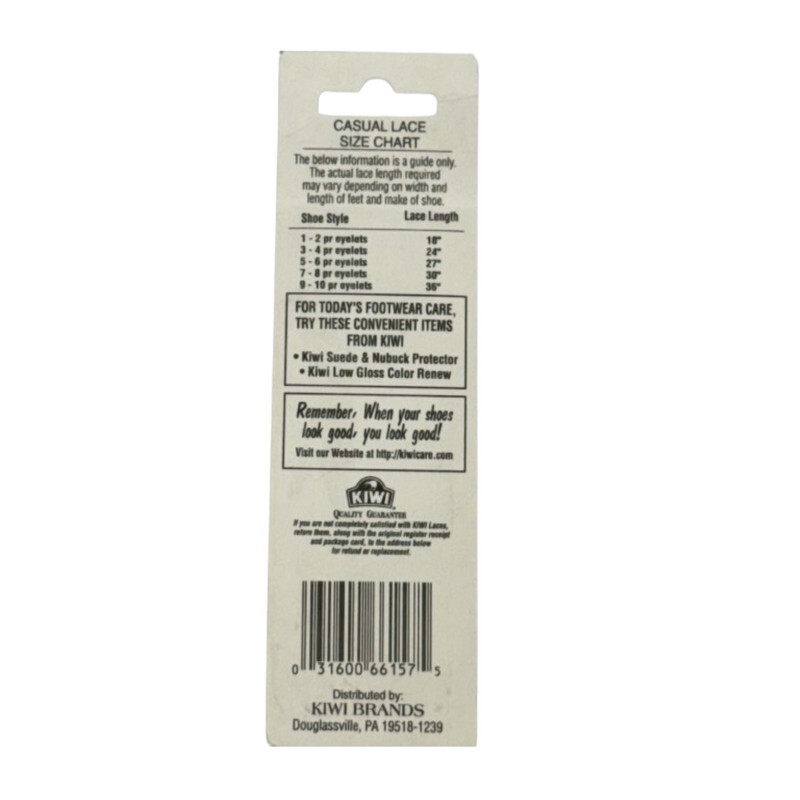 CASUAL LACE
SIZE CHART
The below information is a guide only.
The actual lace length required
may vary depending on width and
length of feet and make of shoe.
Shoe Style Lace Length
1 - 2 pr eyelets 18"
3 - 4 pr eyelets 24"
5 - 6 pr eyelets 27"
7 - 8 pr eyelets 30"
9 - 10 pr eyelets 36"
FOR TODAY'S FOOTWEAR CARE,
TRY THESE CONVENIENT ITEMS
FROM KIWI
• Kiwi Suede & Nubuck Protector
• Kiwi Low Gloss Color Renew
Remember, When your shoes
look good, you look good!
Visit our Website at http://kiwicare.com
KIWI
QUALITY GUARANTEE
If you are not completely satisfied with KIWI Laces,
return them, along with the original register receipt
and package card, to the address below
for refund or replacement.
0 31600 66157 5
Distributed by:
KIWI BRANDS
Douglassville, PA 19518-1239